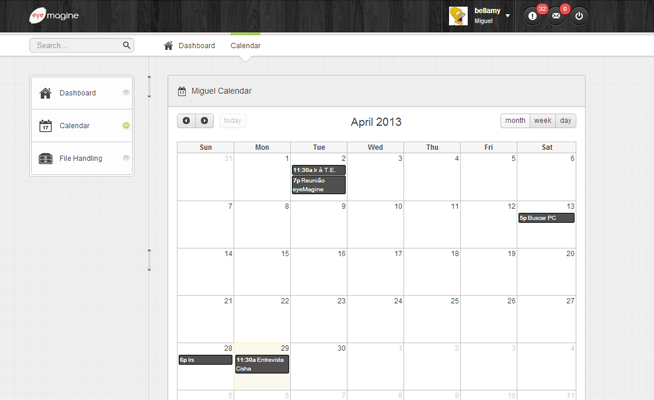 eye magine
bellamy
Miguel
32
0
Search...
Dashboard
Calendar
Dashboard
Calendar
17
File Handling
Miguel Calendar
today
April 2013
month week day
Sun Mon Tue Wed Thu Fri Sat
31 1 2 3 4 5 6
11:30a Ir á T.E.
7p Reunião
eyeMagine
7 8 9 10 11 12 13
5p Buscar PC
14 15 16 17 18 19 20
21 22 23 24 25 26 27
28 29 30 1 2 3 4
6p in
11:30a Entrevista
5 6 7 8 9 10 11